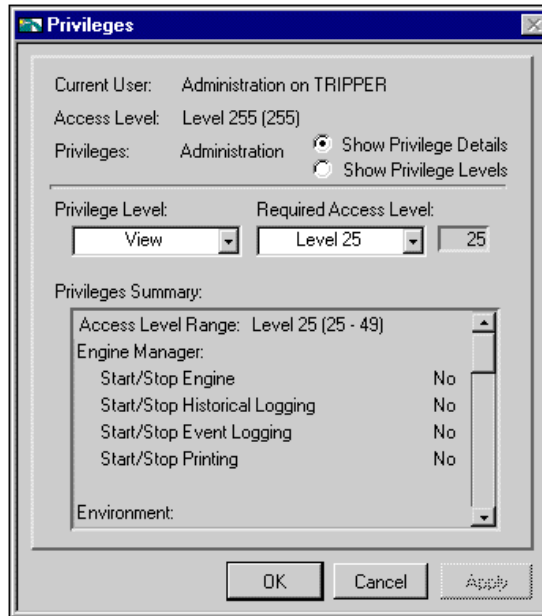 Privileges
Current User: Administration on TRIPPER
Access Level: Level 255 (255)
Privileges: Administration
Show Privilege Details
Show Privilege Levels
Privilege Level: Required Access Level:
View Level 25 25
Privileges Summary:
Access Level Range: Level 25 (25 - 49)
Engine Manager:
Start/Stop Engine No
Start/Stop Historical Logging No
Start/Stop Event Logging No
Start/Stop Printing No
Environment:
OK Cancel Apply